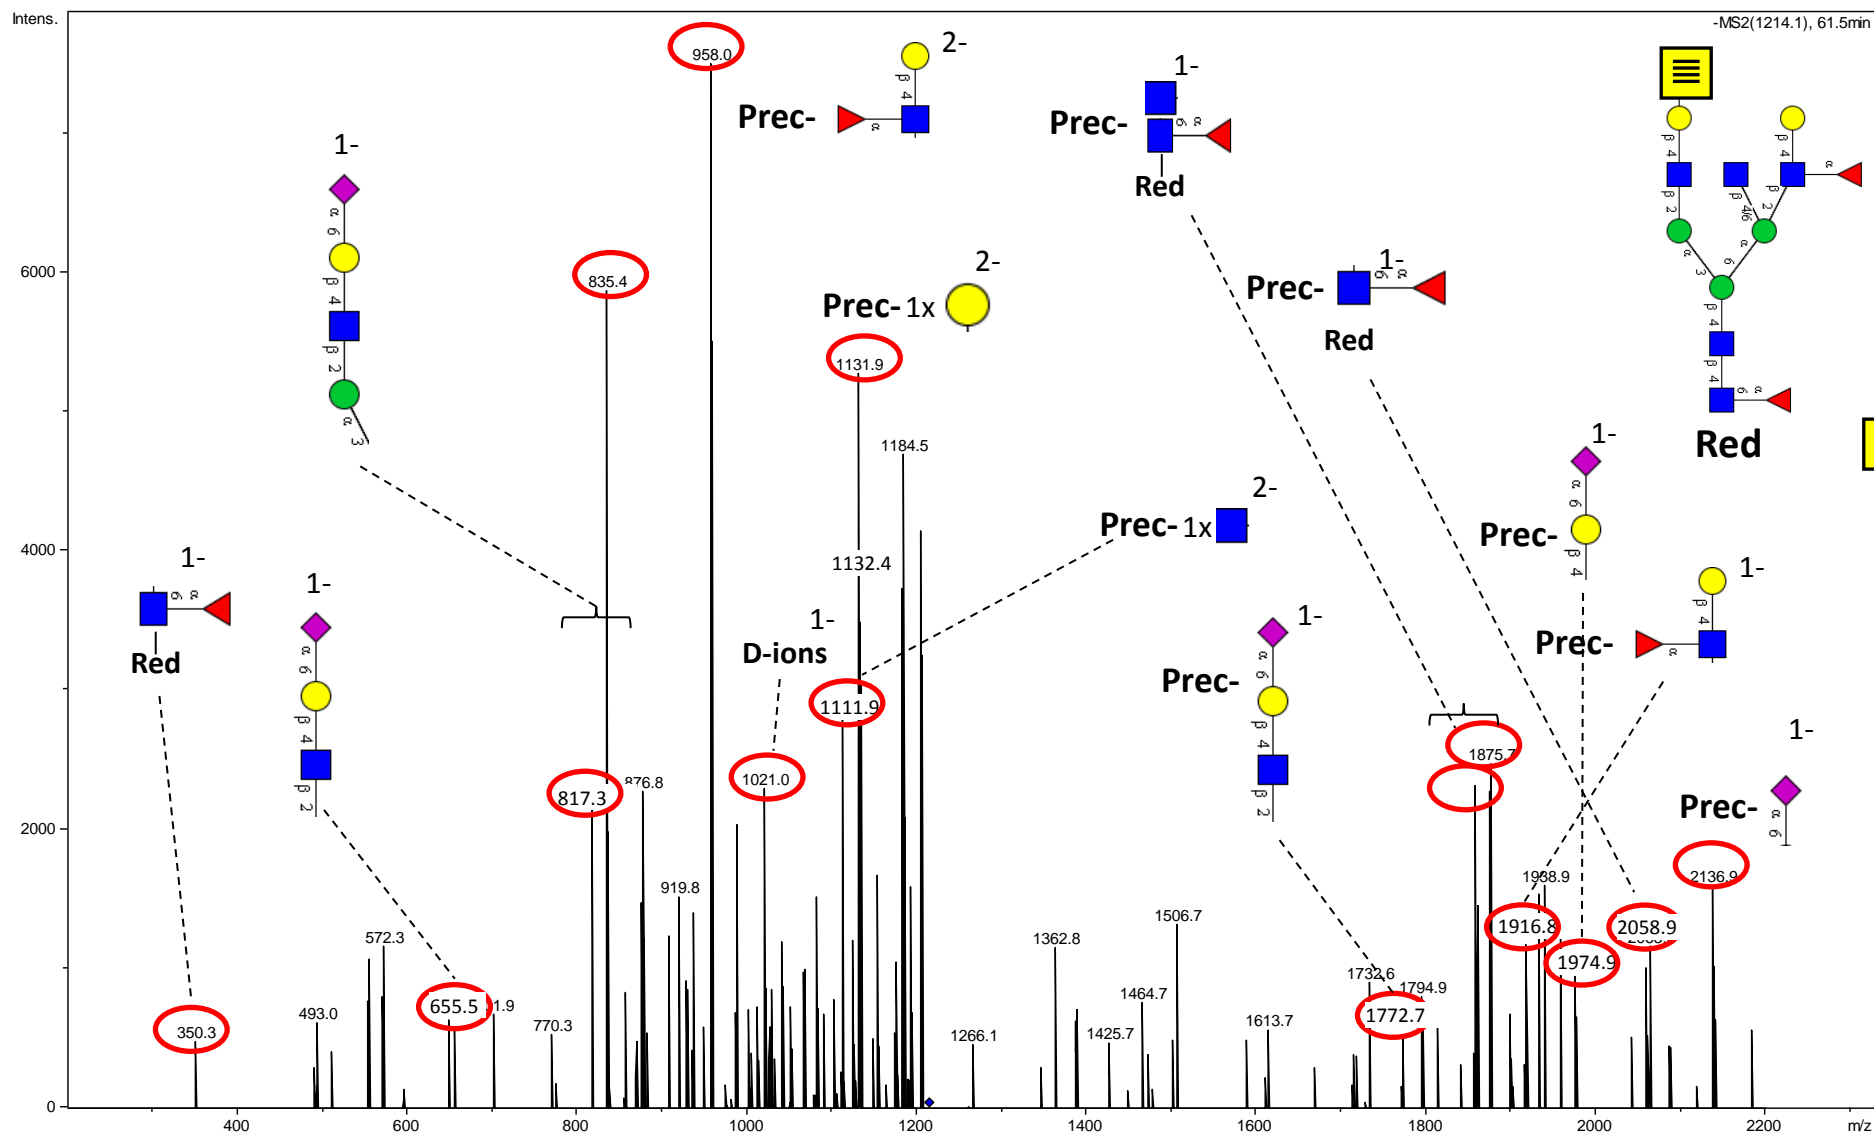 Intens.
-MS2(1214.1), 61.5min
6000
4000
2000
0
400
600
800
1000
1200
1400
1600
1800
2000
2200
m/z
958.0
2-
Prec-
β 4
α
1-
Prec-
6 α
Red
1-
α 6
β 4
β 2
α 3
835.4
2-
Prec- 1x
1131.9
1184.5
1132.4
1-
Prec-
6 α
Red
β 4
β 2
α 3
β 4
α
β 2
β 4/6
α 6
β 4
β 4
6 α
Red
2-
Prec- 1x
1-
Prec-
α 6
β 4
1-
6 α
Red
1-
α 6
β 4
β 2
1-
D-ions
1111.9
1021.0
1-
Prec-
α 6
β 4
β 2
1-
Prec-
β 4
α
1-
Prec-
α 6
350.3
493.0
572.3
655.5
1.9
770.3
817.3
876.8
919.8
1266.1
1362.8
1425.7
1464.7
1506.7
1613.7
1732.6
1772.7
1794.9
1875.7
1916.8
1938.9
1974.9
2058.9
2136.9